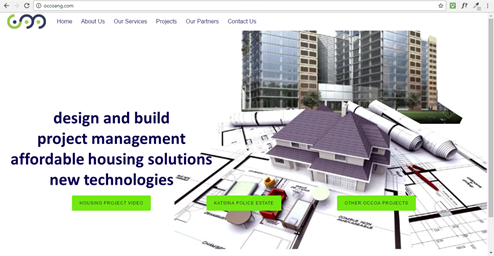 occoang.com
Home About Us Our Services Projects Our Partners Contact Us
design and build
project management
affordable housing solutions
new technologies
HOUSING PROJECT VIDEO KATSINA POLICE ESTATE OTHER OCCOA PROJECTS